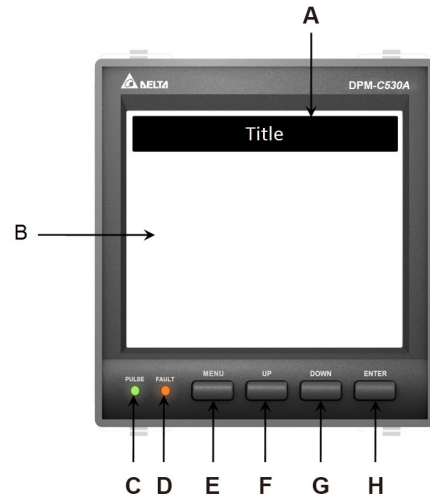 A
DELTA DPM-C530A
Title
B
PULSE FAULT MENU UP DOWN ENTER
C D E F G H